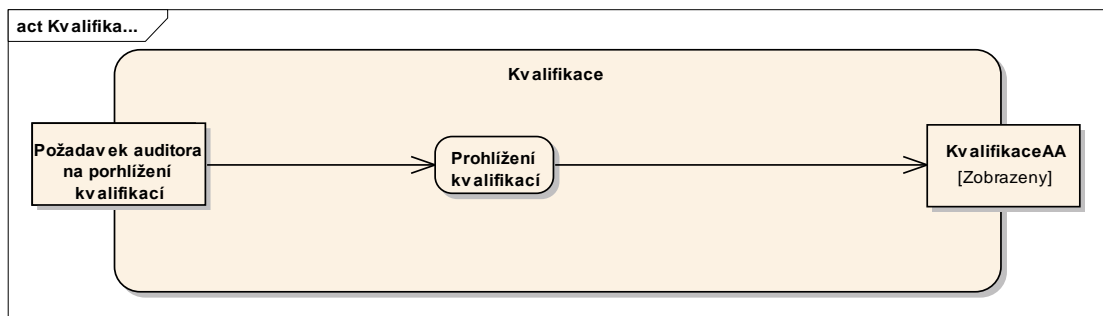 act Kvalifika...
Kvalifikace
Požadavek auditora
na porhlížení
kvalifikací
Prohlížení
kvalifikací
KvalifikaceAA
[Zobrazeny]